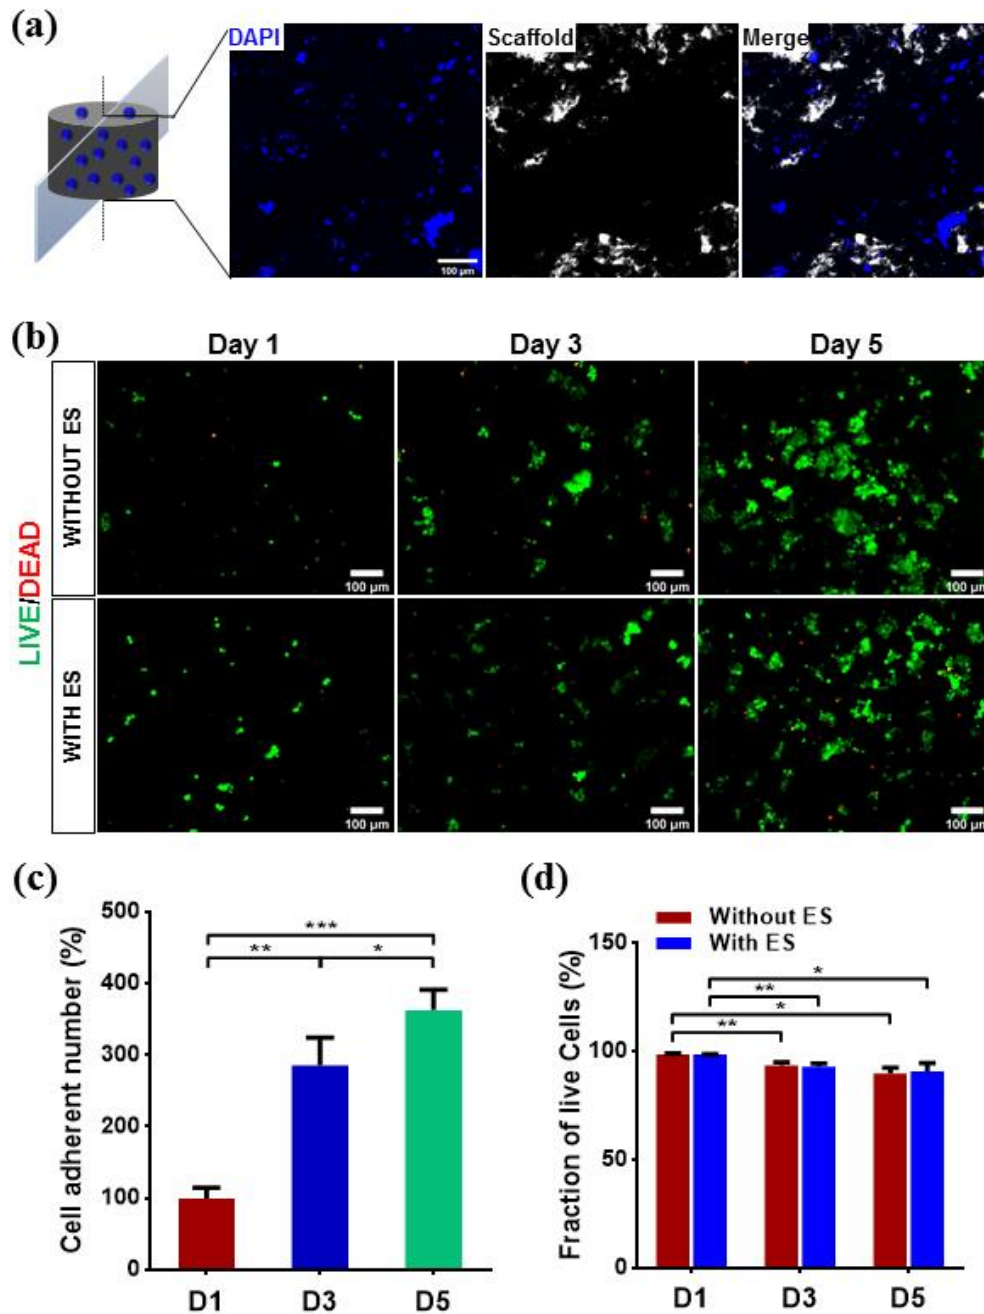 (a)
DAPI
Scaffold
Merge
100 µm
(b)
Day 1
Day 3
Day 5
LIVE/DEAD
WITHOUT ES
100 µm
100 µm
100 µm
WITH ES
100 µm
100 µm
100 µm
(c)
Cell adherent number (%)
500
400
300
200
100
0
***
**
*
D1
D3
D5
(d)
Without ES
With ES
Fraction of live Cells (%)
150
100
50
0
*
**
*
**
D1
D3
D5